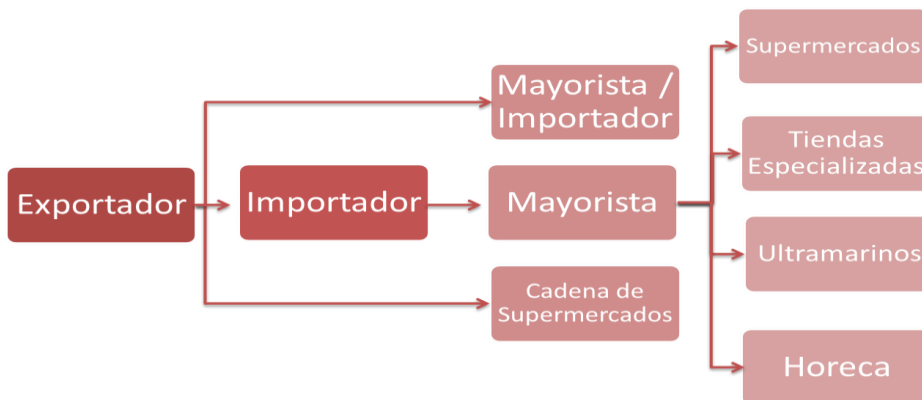 Exportador
Importador
Mayorista /
Importador
Mayorista
Cadena de
Supermercados
Supermercados
Tiendas
Especializadas
Ultramarinos
Horeca